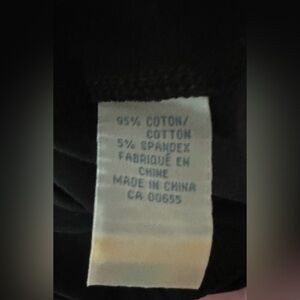 95% COTON/
COTTON
5% SPANDEX
FABRIQUÉ EN
CHINE
MADE IN CHINA
CA 00655